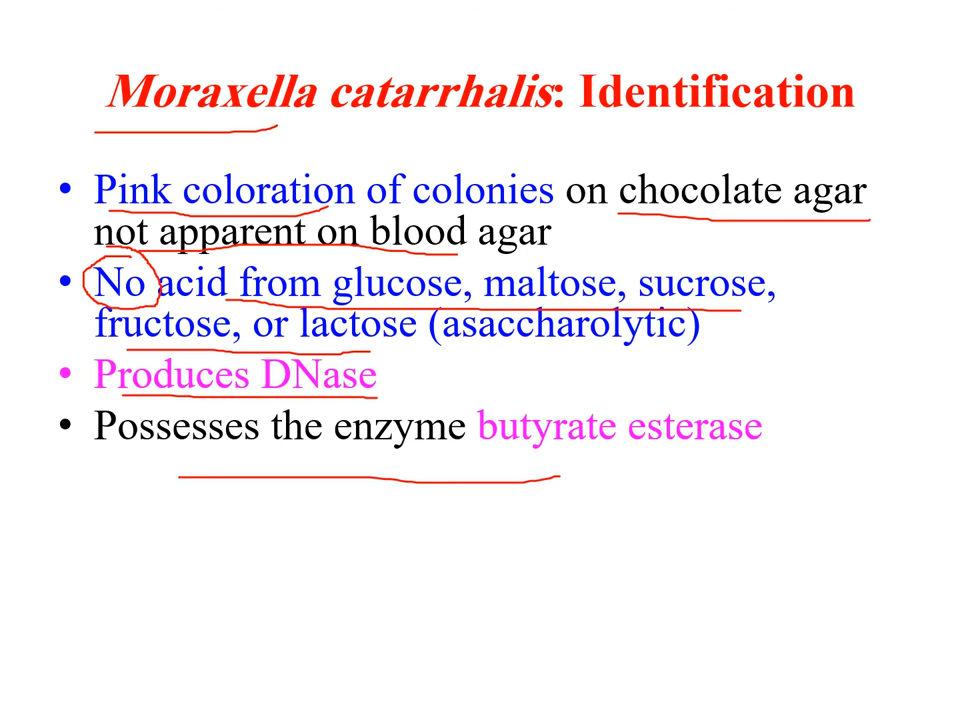 Moraxella catarrhalis: Identification
• Pink coloration of colonies on chocolate agar
not apparent on blood agar
• No acid from glucose, maltose, sucrose,
fructose, or lactose (asaccharolytic)
• Produces DNase
• Possesses the enzyme butyrate esterase